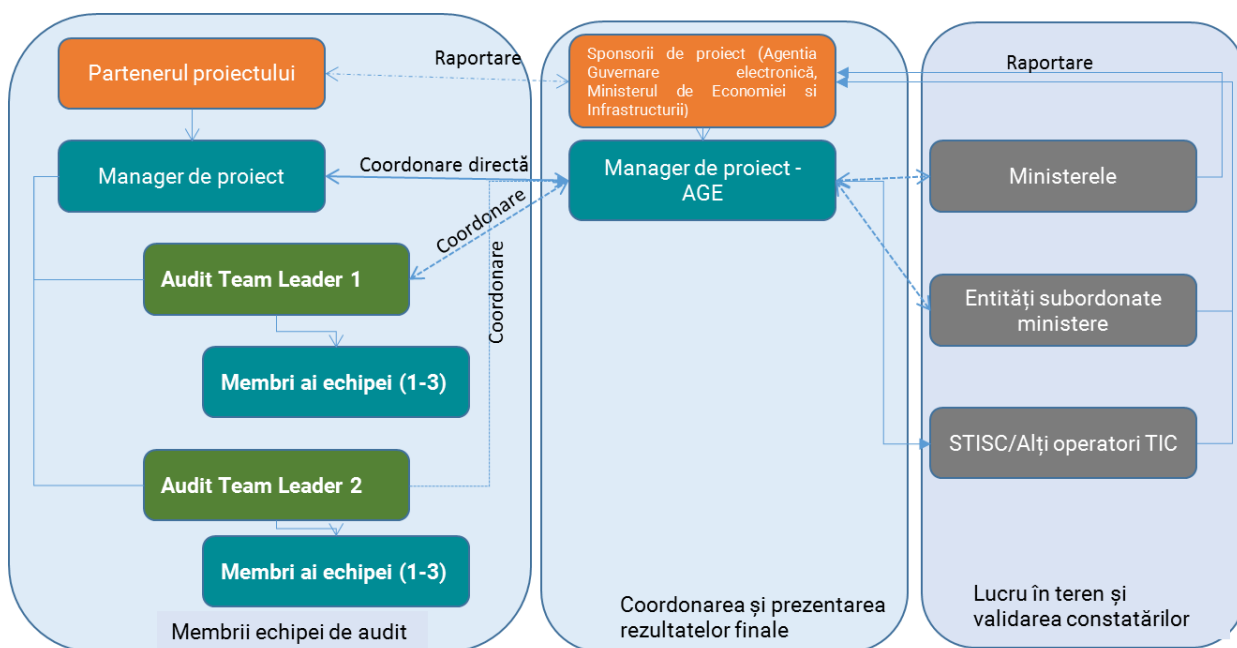 Partenerul proiectului
Raportare
Sponsorii de proiect (Agentia
Guvernare electronică,
Ministerul de Economiei si
Infrastructurii)
Raportare
Manager de proiect
Coordonare directă
Manager de proiect -
AGE
Ministerele
Coordonare
Coordonare
Audit Team Leader 1
Entități subordonate
ministere
Membri ai echipei (1-3)
STISC/Alți operatori TIC
Audit Team Leader 2
Membri ai echipei (1-3)
Membrii echipei de audit
Coordonarea și prezentarea
rezultatelor finale
Lucru în teren și
validarea constatărilor